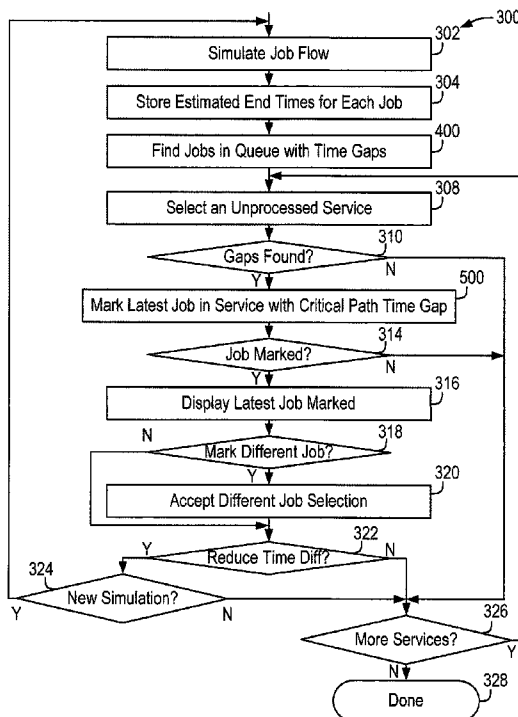 300
Simulate Job Flow
302
Store Estimated End Times for Each Job
304
Find Jobs in Queue with Time Gaps
400
Select an Unprocessed Service
308
Gaps Found?
310
Y
N
Mark Latest Job in Service with Critical Path Time Gap
500
Job Marked?
314
Y
N
Display Latest Job Marked
316
Mark Different Job?
318
N
Y
Accept Different Job Selection
320
Reduce Time Diff?
322
Y
N
New Simulation?
324
Y
N
More Services?
326
N
Y
Done
328